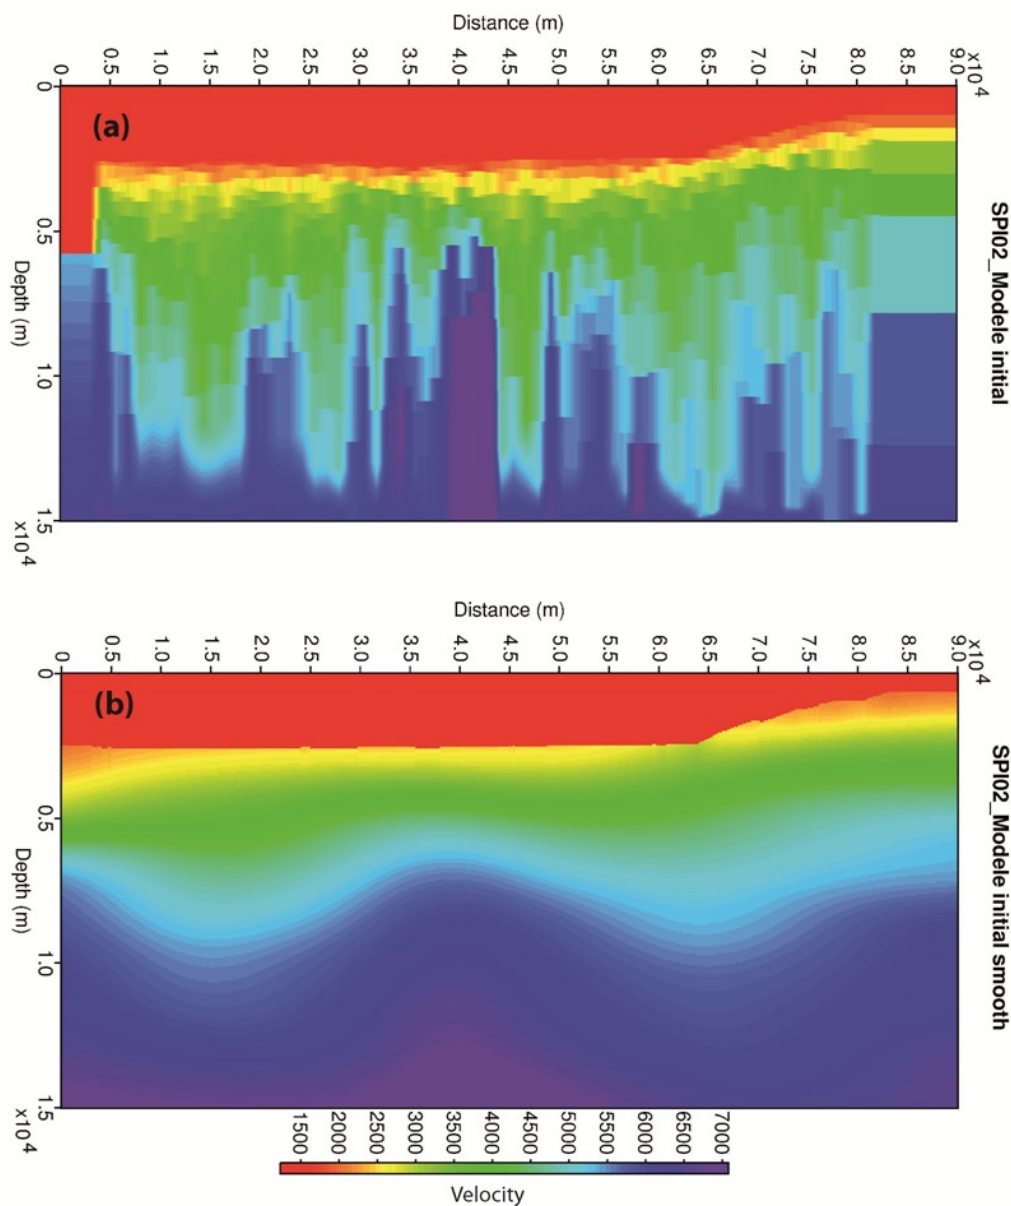 Distance (m)
0 0.5 1.0 1.5 2.0 2.5 3.0 3.5 4.0 4.5 5.0 5.5 6.0 6.5 7.0 7.5 8.0 8.5 9.0
x10 4
(a)
0 0.5 1.0 1.5
x10 4
Depth (m)
SPI02_Modele initial
Distance (m)
0 0.5 1.0 1.5 2.0 2.5 3.0 3.5 4.0 4.5 5.0 5.5 6.0 6.5 7.0 7.5 8.0 8.5 9.0
x10 4
(b)
0 0.5 1.0 1.5
x10 4
Depth (m)
SPI02_Modele initial smooth
1500 2000 2500 3000 3500 4000 4500 5000 5500 6000 6500 7000
Velocity